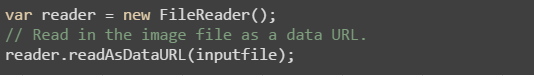 var reader = new FileReader();
// Read in the image file as a data URL.
reader.readAsDataURL(inputfile);